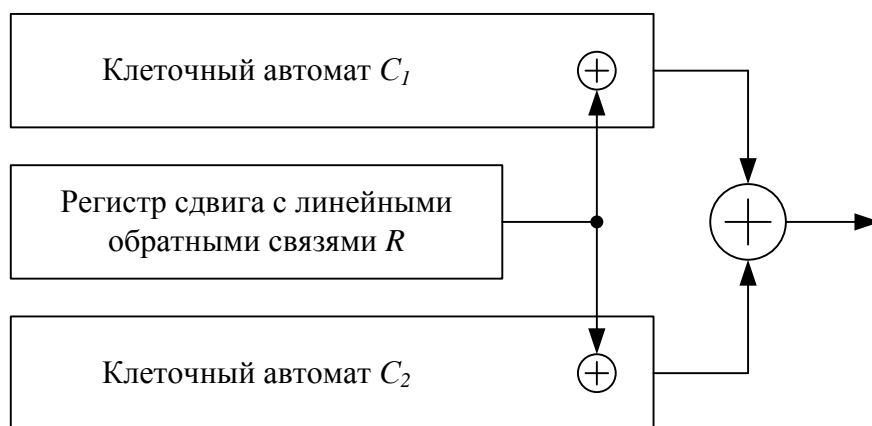 Клеточный автомат C1
Регистр сдвига с линейными
обратными связями R
Клеточный автомат C2